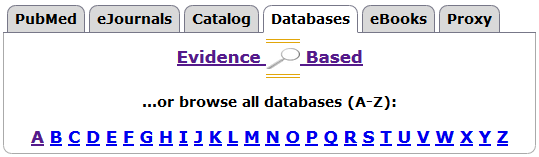 PubMed eJournals Catalog Databases eBooks Proxy
Evidence Based
...or browse all databases (A-Z):
A B C D E F G H I J K L M N O P Q R S T U V W X Y Z